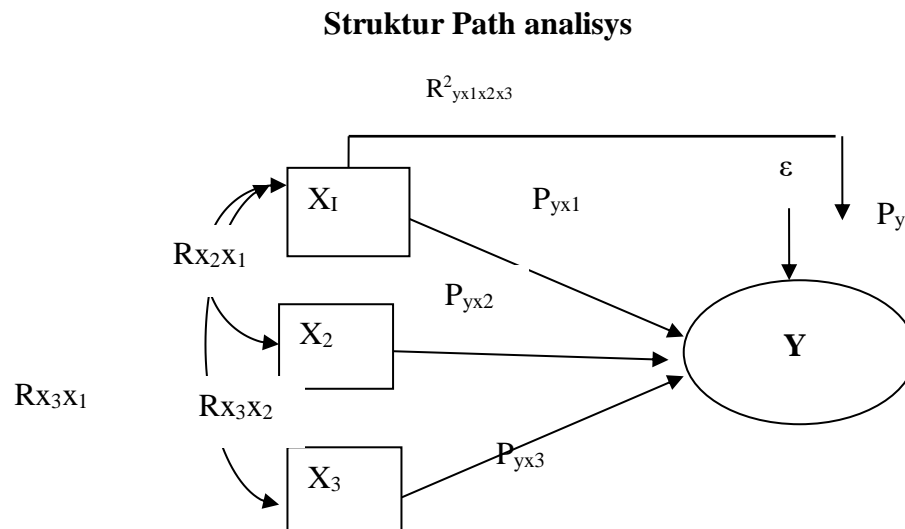 Struktur Path analisys
R²yx1x2x3
ε
XI
Pyx1
Py
Rx2x1
Pyx2
X2
Y
Rx3x1
Rx3x2
Pyx3
X3